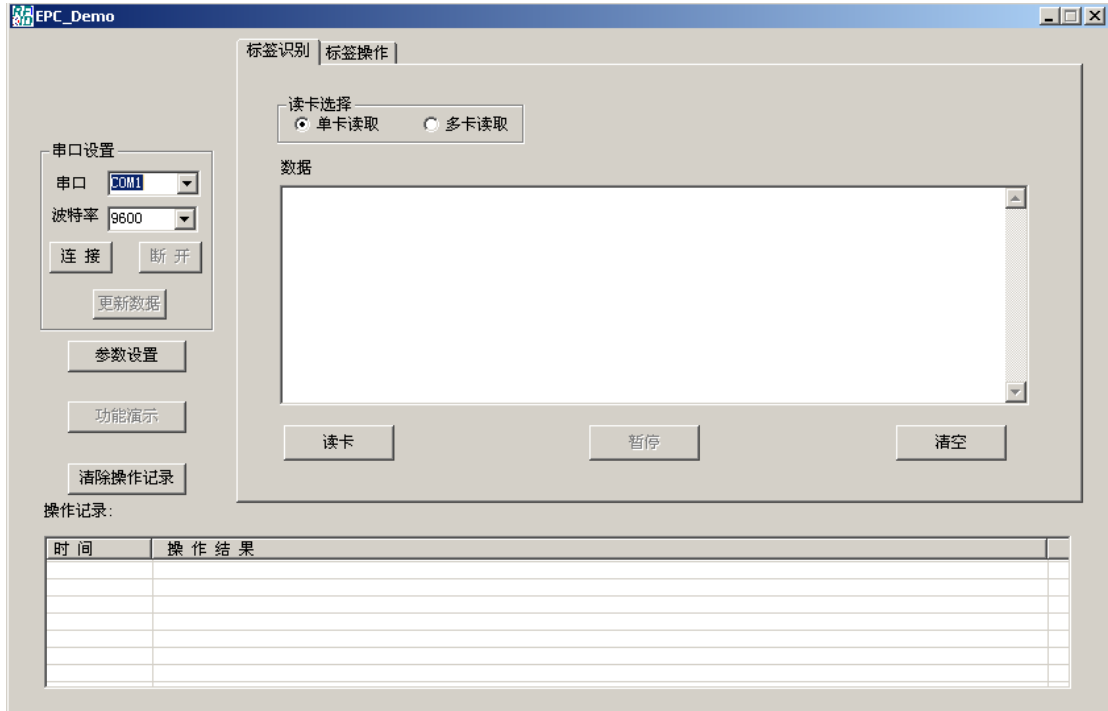 EPC_Demo
标签识别 标签操作
读卡选择
单卡读取 多卡读取
串口设置
串口 COM1
波特率 9600
连 接 断 开
更新数据
参数设置
功能演示
清除操作记录
数据
读卡 暂停 清空
操作记录:
时 间 操 作 结 果